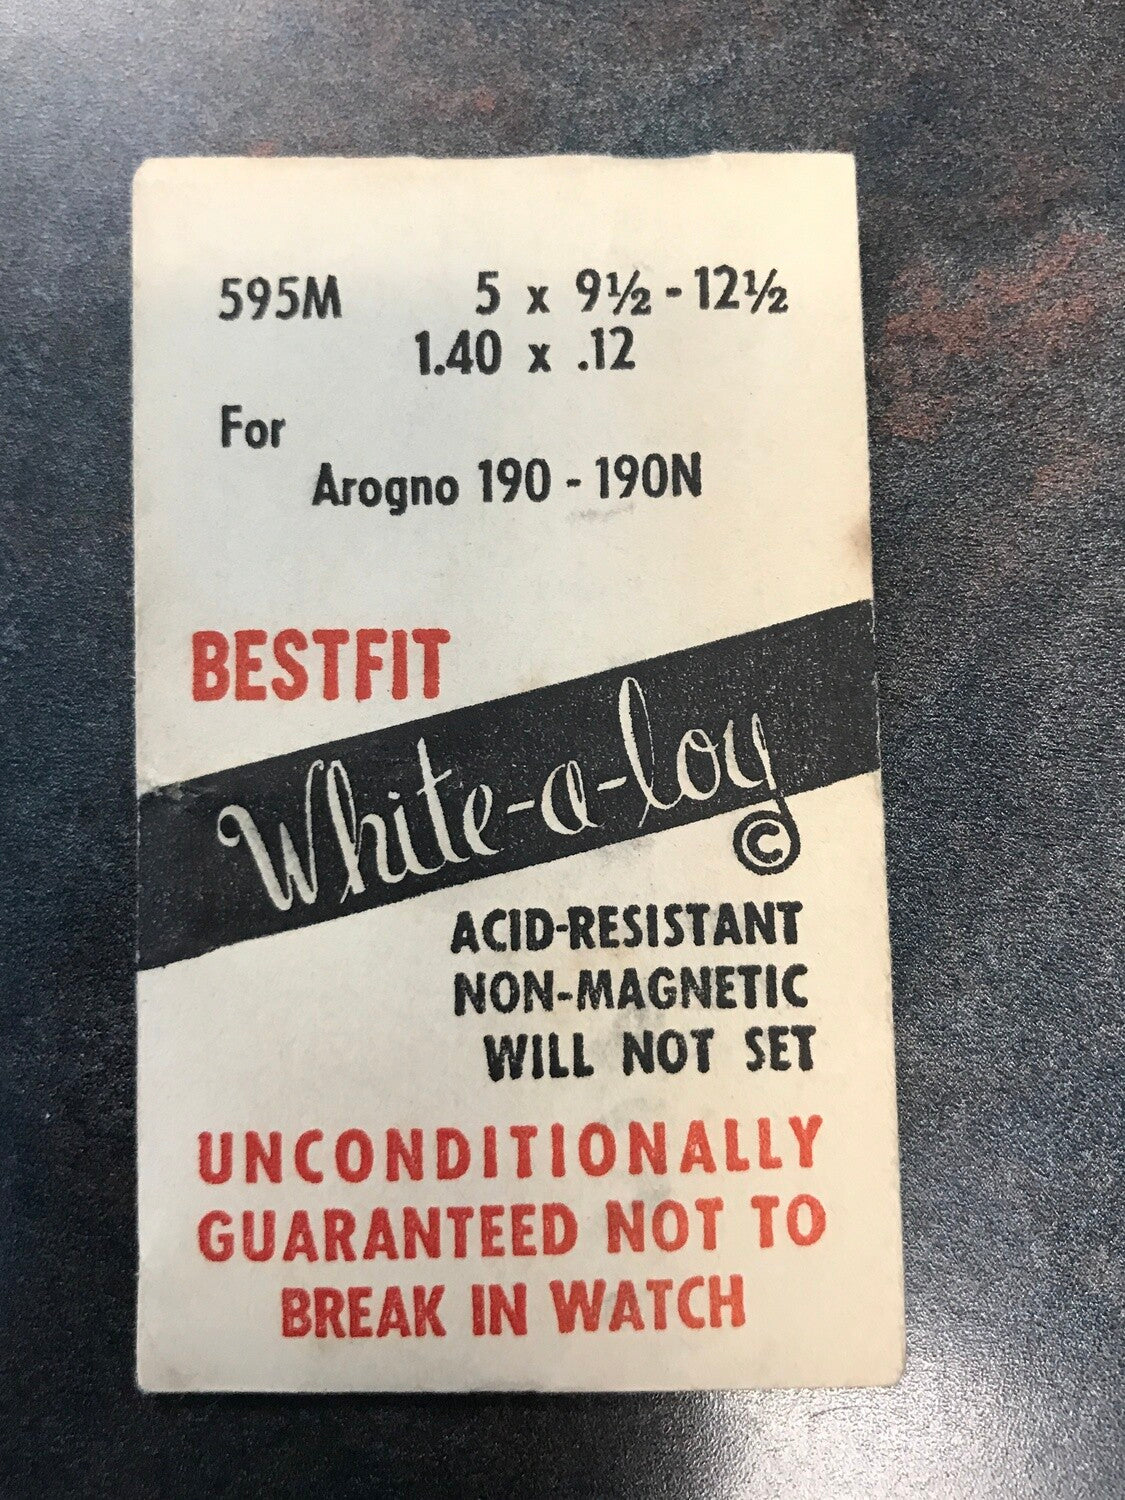 595M 5 x 9½ - 12½
1.40 x .12
For
Arogno 190 - 190N
BESTFIT
White-a-loy
©
ACID-RESISTANT
NON-MAGNETIC
WILL NOT SET
UNCONDITIONALLY
GUARANTEED NOT TO
BREAK IN WATCH